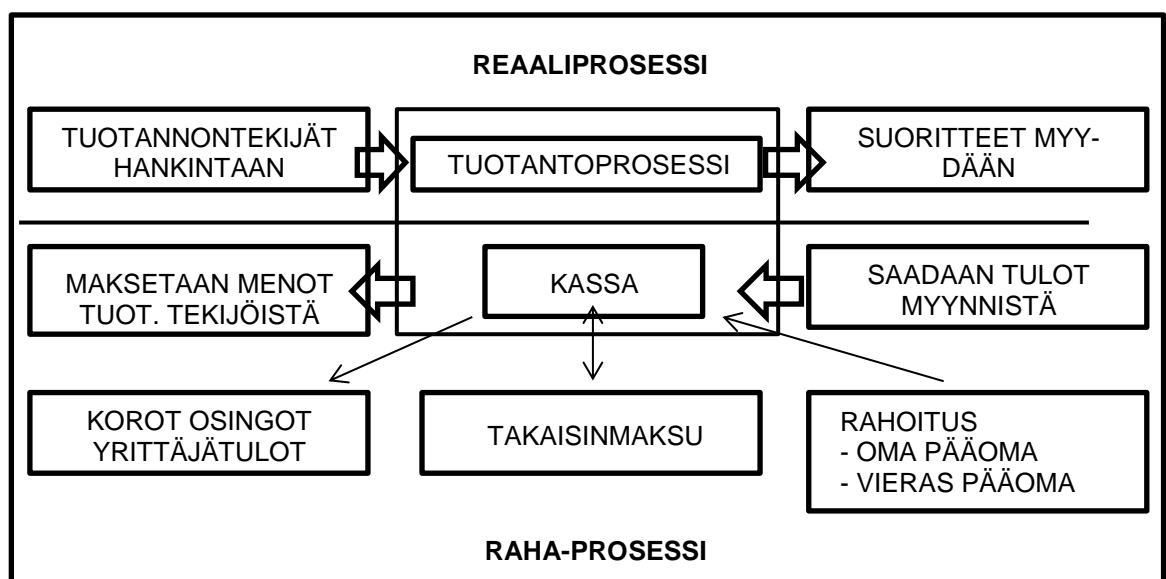 REAALIPROSESSI
TUOTANNONTEKIJÄT
HANKINTAAN
TUOTANTOPROSESSI
SUORITTEET MYY-
DÄÄN
MAKSETAAN MENOT
TUOT. TEKIJÖISTÄ
KASSA
SAADAAN TULOT
MYYNNISTÄ
KOROT OSINGOT
YRITTÄJÄTULOT
TAKAISINMAKSU
RAHOITUS
- OMA PÄÄOMA
- VIERAS PÄÄOMA
RAHA-PROSESSI